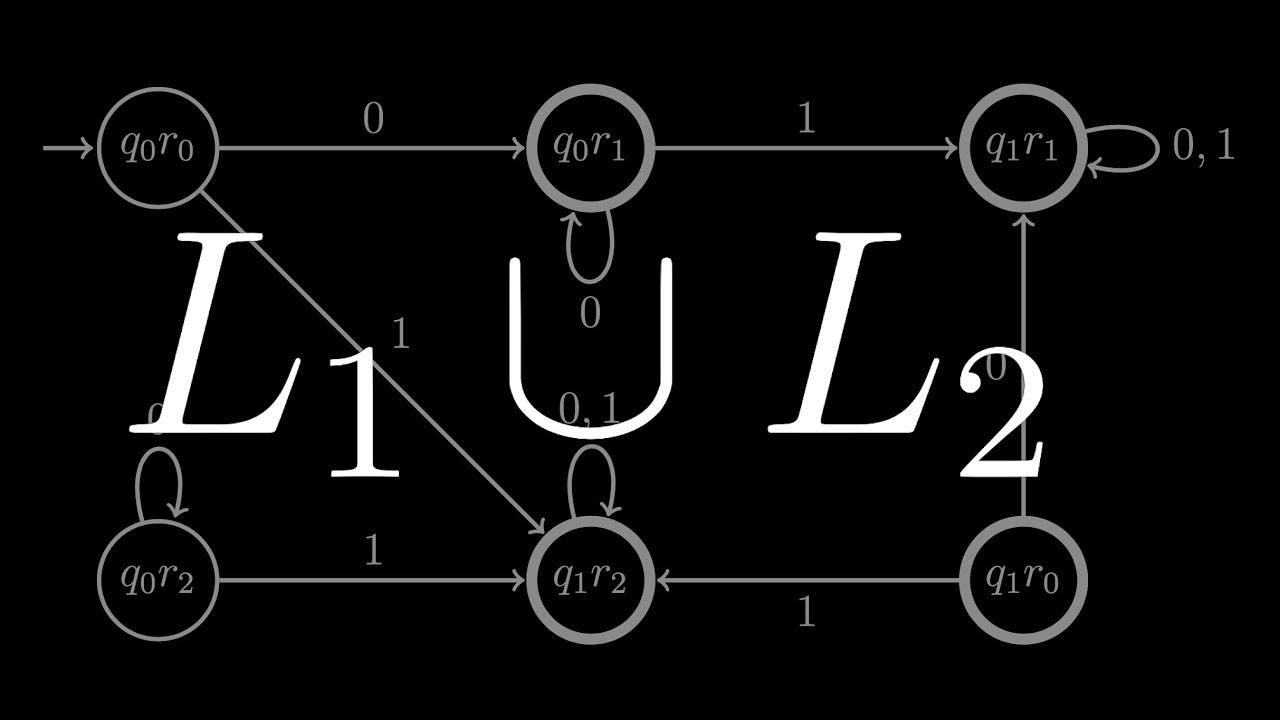 0 1
q₀r₀ q₀r₁ q₁r₁ 0, 1
L₁ ∪ L₂
1 0 0
0 0, 1
1
q₀r₂ q₁r₂ q₁r₀
1